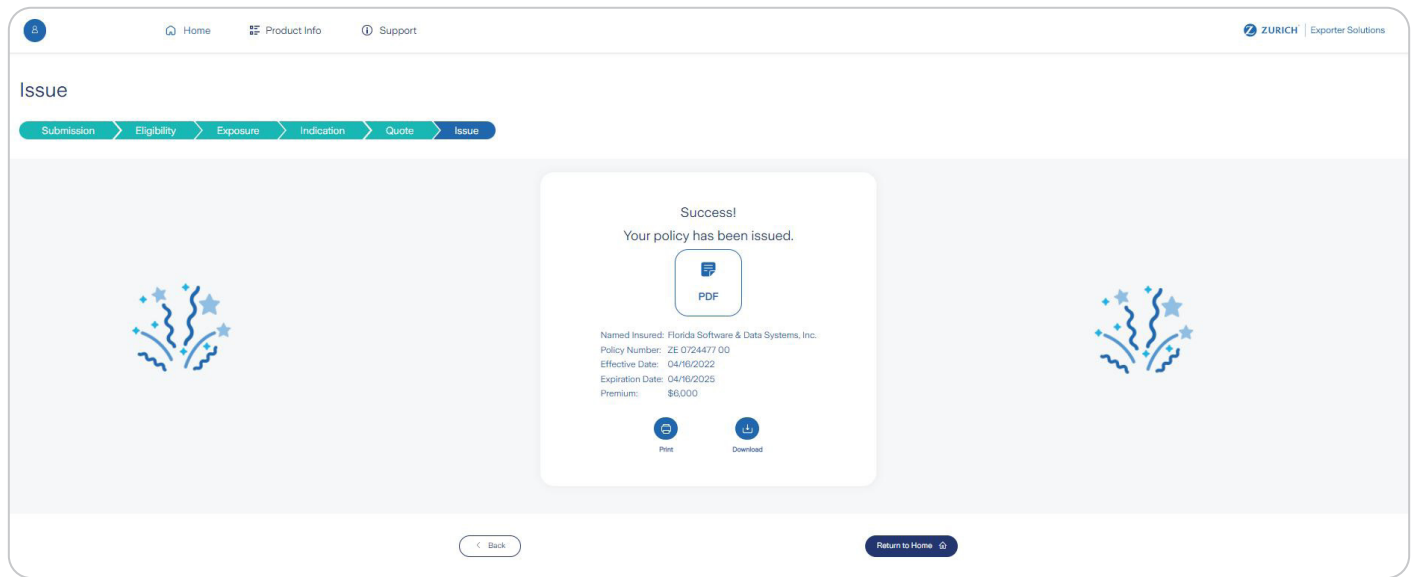 Home Product Info Support ZURICH Exporter Solutions
Issue
Submission Eligibility Exposure Indication Quote Issue
Success!
Your policy has been issued.
PDF
Named Insured: Florida Software & Data Systems, Inc.
Policy Number: ZE 0724477 00
Effective Date: 04/16/2022
Expiration Date: 04/16/2025
Premium: $6,000
Print Download
< Back Return to Home